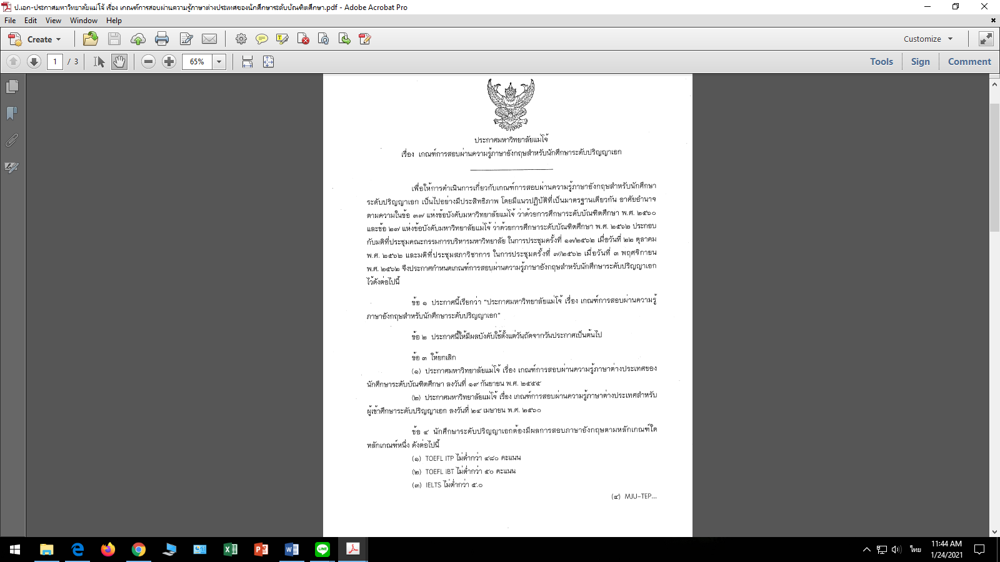 ป.เอก-ประกาศมหาวิทยาลัยแม่โจ้ เรื่อง เกณฑ์การสอบผ่านความรู้ภาษาต่างประเทศของนักศึกษาระดับบัณฑิตศึกษา.pdf - Adobe Acrobat Pro
File Edit View Window Help
Create
Customize
1 / 3
65%
Tools Sign Comment
ประกาศมหาวิทยาลัยแม่โจ้
เรื่อง เกณฑ์การสอบผ่านความรู้ภาษาอังกฤษสำหรับนักศึกษาระดับปริญญาเอก
เพื่อให้การดำเนินการเกี่ยวกับเกณฑ์การสอบผ่านความรู้ภาษาอังกฤษสำหรับนักศึกษา
ระดับปริญญาเอก เป็นไปอย่างมีประสิทธิภาพ โดยมีแนวปฏิบัติที่เป็นมาตรฐานเดียวกัน อาศัยอำนาจ
ตามความในข้อ ๓๗ แห่งข้อบังคับมหาวิทยาลัยแม่โจ้ ว่าด้วยการศึกษาระดับบัณฑิตศึกษา พ.ศ. ๒๕๖๐
และข้อ ๒๗ แห่งข้อบังคับมหาวิทยาลัยแม่โจ้ ว่าด้วยการศึกษาระดับบัณฑิตศึกษา พ.ศ. ๒๕๖๒ ประกอบ
กับมติที่ประชุมคณะกรรมการบริหารมหาวิทยาลัย ในการประชุมครั้งที่ ๑๓/๒๕๖๒ เมื่อวันที่ ๒๒ ตุลาคม
พ.ศ. ๒๕๖๒ และมติที่ประชุมสภาวิชาการ ในการประชุมครั้งที่ ๗/๒๕๖๒ เมื่อวันที่ ๓ พฤศจิกายน
พ.ศ. ๒๕๖๒ จึงประกาศกำหนดเกณฑ์การสอบผ่านความรู้ภาษาอังกฤษสำหรับนักศึกษาระดับปริญญาเอก
ไว้ดังต่อไปนี้
ข้อ ๑ ประกาศนี้เรียกว่า "ประกาศมหาวิทยาลัยแม่โจ้ เรื่อง เกณฑ์การสอบผ่านความรู้
ภาษาอังกฤษสำหรับนักศึกษาระดับปริญญาเอก"
ข้อ ๒ ประกาศนี้ให้มีผลบังคับใช้ตั้งแต่วันถัดจากวันประกาศเป็นต้นไป
ข้อ ๓ ให้ยกเลิก
(๑) ประกาศมหาวิทยาลัยแม่โจ้ เรื่อง เกณฑ์การสอบผ่านความรู้ภาษาต่างประเทศของ
นักศึกษาระดับบัณฑิตศึกษา ลงวันที่ ๑๙ กันยายน พ.ศ. ๒๕๕๕
(๒) ประกาศมหาวิทยาลัยแม่โจ้ เรื่อง เกณฑ์การสอบผ่านความรู้ภาษาต่างประเทศสำหรับ
ผู้เข้าศึกษาระดับปริญญาเอก ลงวันที่ ๒๔ เมษายน พ.ศ. ๒๕๖๐
ข้อ ๔ นักศึกษาระดับปริญญาเอกต้องมีผลการสอบภาษาอังกฤษตามหลักเกณฑ์ใด
หลักเกณฑ์หนึ่ง ดังต่อไปนี้
(๑) TOEFL ITP ไม่ต่ำกว่า ๔๘๐ คะแนน
(๒) TOEFL iBT ไม่ต่ำกว่า ๕๐ คะแนน
(๓) IELTS ไม่ต่ำกว่า ๕.๐
(๔) MJU-TEP...
ไทย
11:44 AM
1/24/2021